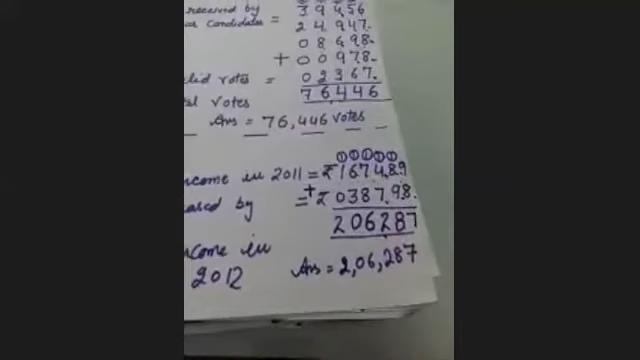 received by 39456
candidates = 24947
08698
+ 00978
lid votes = 02367
votes 76446
Ans = 76,446 votes
①①①①①
come in 2011 = ₹167489
ased by = + ₹038798
206287
come in
2012 Ans = 2,06,287